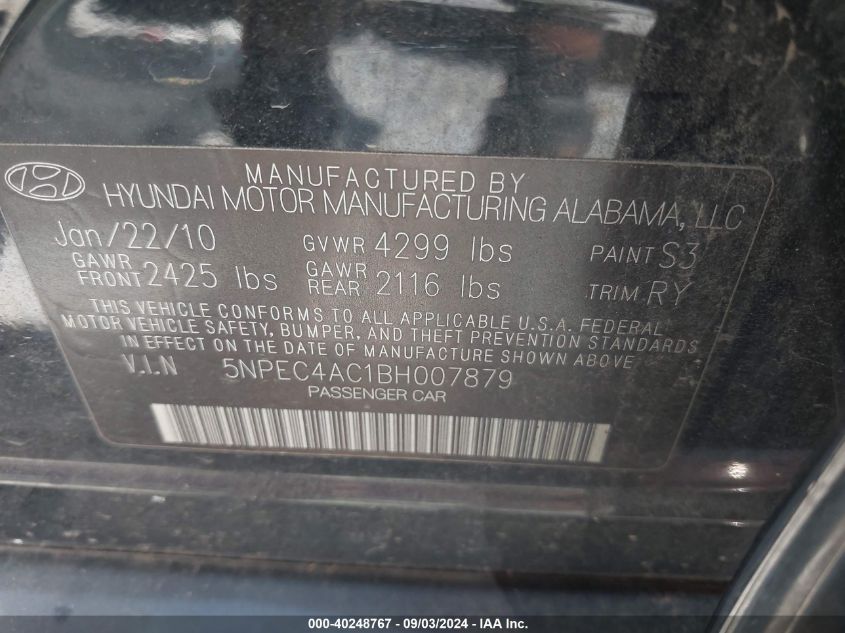 MANUFACTURED BY
HYUNDAI MOTOR MANUFACTURING ALABAMA, LLC
Jan/22/10 GVWR 4299 lbs PAINT S3
GAWR FRONT 2425 lbs GAWR REAR 2116 lbs TRIM RY
THIS VEHICLE CONFORMS TO ALL APPLICABLE U.S.A. FEDERAL
MOTOR VEHICLE SAFETY, BUMPER, AND THEFT PREVENTION STANDARDS
IN EFFECT ON THE DATE OF MANUFACTURE SHOWN ABOVE
V.I.N 5NPEC4AC1BH007879
PASSENGER CAR
000-40248767 - 09/03/2024 - IAA Inc.